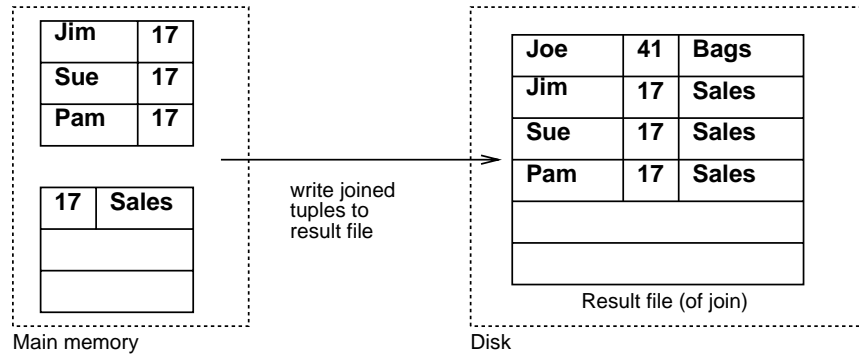 Jim 17
Sue 17
Pam 17
17 Sales
Main memory
write joined
tuples to
result file
Joe 41 Bags
Jim 17 Sales
Sue 17 Sales
Pam 17 Sales
Result file (of join)
Disk